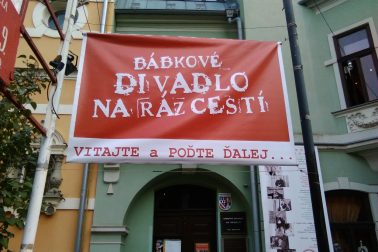 BÁBKOVÉ
DIVADLO
NA RÁZCESTÍ
VITAJTE a POĎTE ĎALEJ...